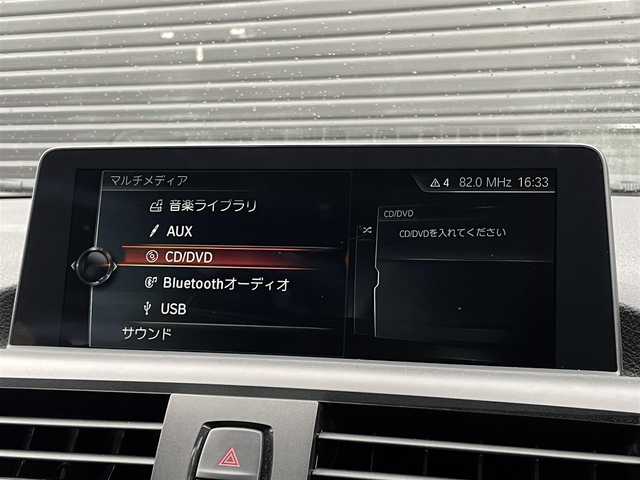 マルチメディア
4 82.0 MHz 16:33
音楽ライブラリ
AUX
CD/DVD
Bluetoothオーディオ
USB
サウンド
CD/DVD
CD/DVDを入れてください